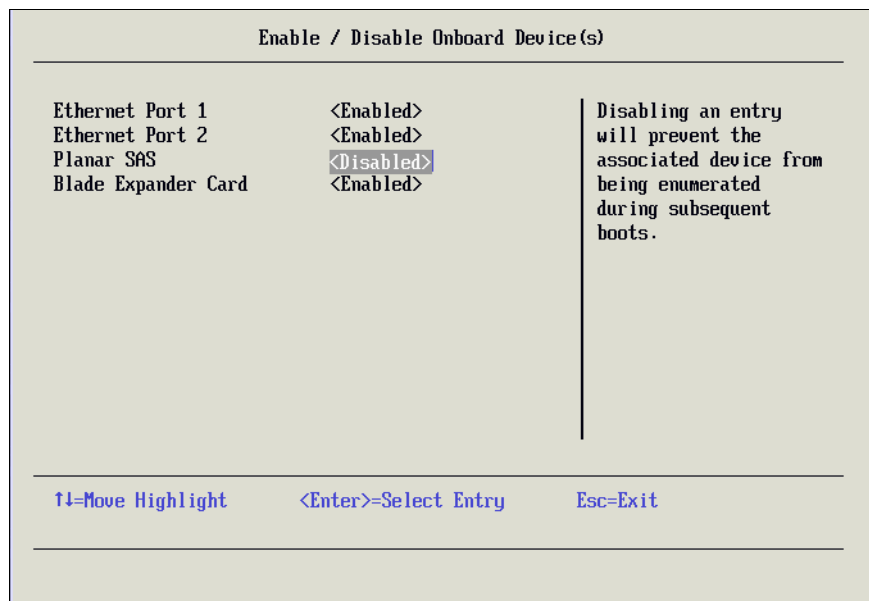 Enable / Disable Onboard Device(s)
Ethernet Port 1 <Enabled>
Ethernet Port 2 <Enabled>
Planar SAS <Disabled>
Blade Expander Card <Enabled>
Disabling an entry
will prevent the
associated device from
being enumerated
during subsequent
boots.
↑↓=Move Highlight <Enter>=Select Entry Esc=Exit